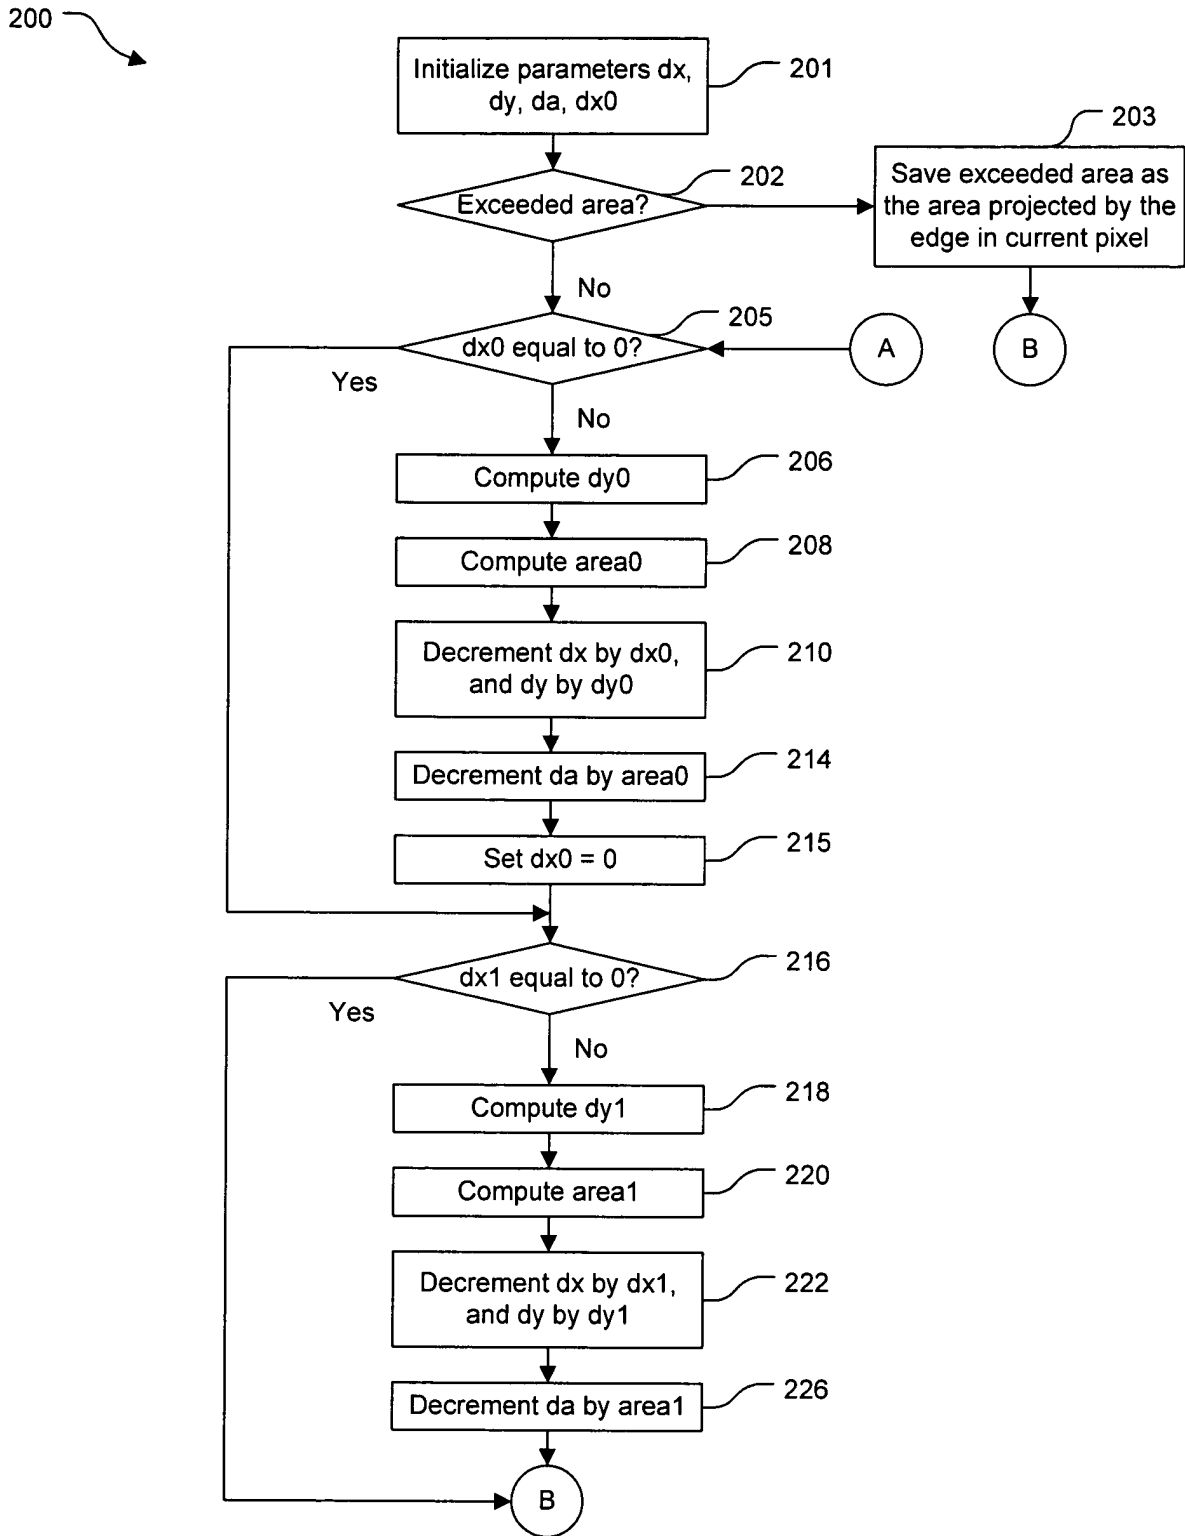 200
Initialize parameters dx,
dy, da, dx0
201
203
Exceeded area?
202
Save exceeded area as
the area projected by the
edge in current pixel
No
205
dx0 equal to 0?
A
B
Yes
No
Compute dy0
206
Compute area0
208
Decrement dx by dx0,
and dy by dy0
210
Decrement da by area0
214
Set dx0 = 0
215
dx1 equal to 0?
216
Yes
No
Compute dy1
218
Compute area1
220
Decrement dx by dx1,
and dy by dy1
222
Decrement da by area1
226
B